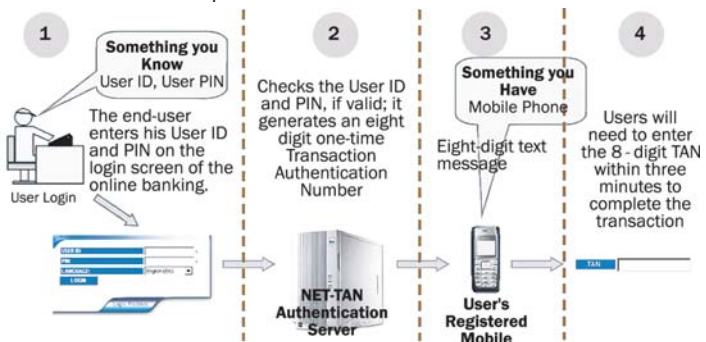 1
Something you
Know
User ID, User PIN
The end-user
enters his User ID
and PIN on the
login screen of the
online banking.
User Login
USER ID:
PIN
LANGUAGE:
LOGIN
2
Checks the User ID
and PIN, if valid; it
generates an eight
digit one-time
Transaction
Authentication
Number
NET-TAN
Authentication
Server
3
Something you
Have
Mobile Phone
Eight-digit text
message
User's
Registered
Mobile
4
Users will
need to enter
the 8-digit TAN
within three
minutes to
complete the
transaction
TAN